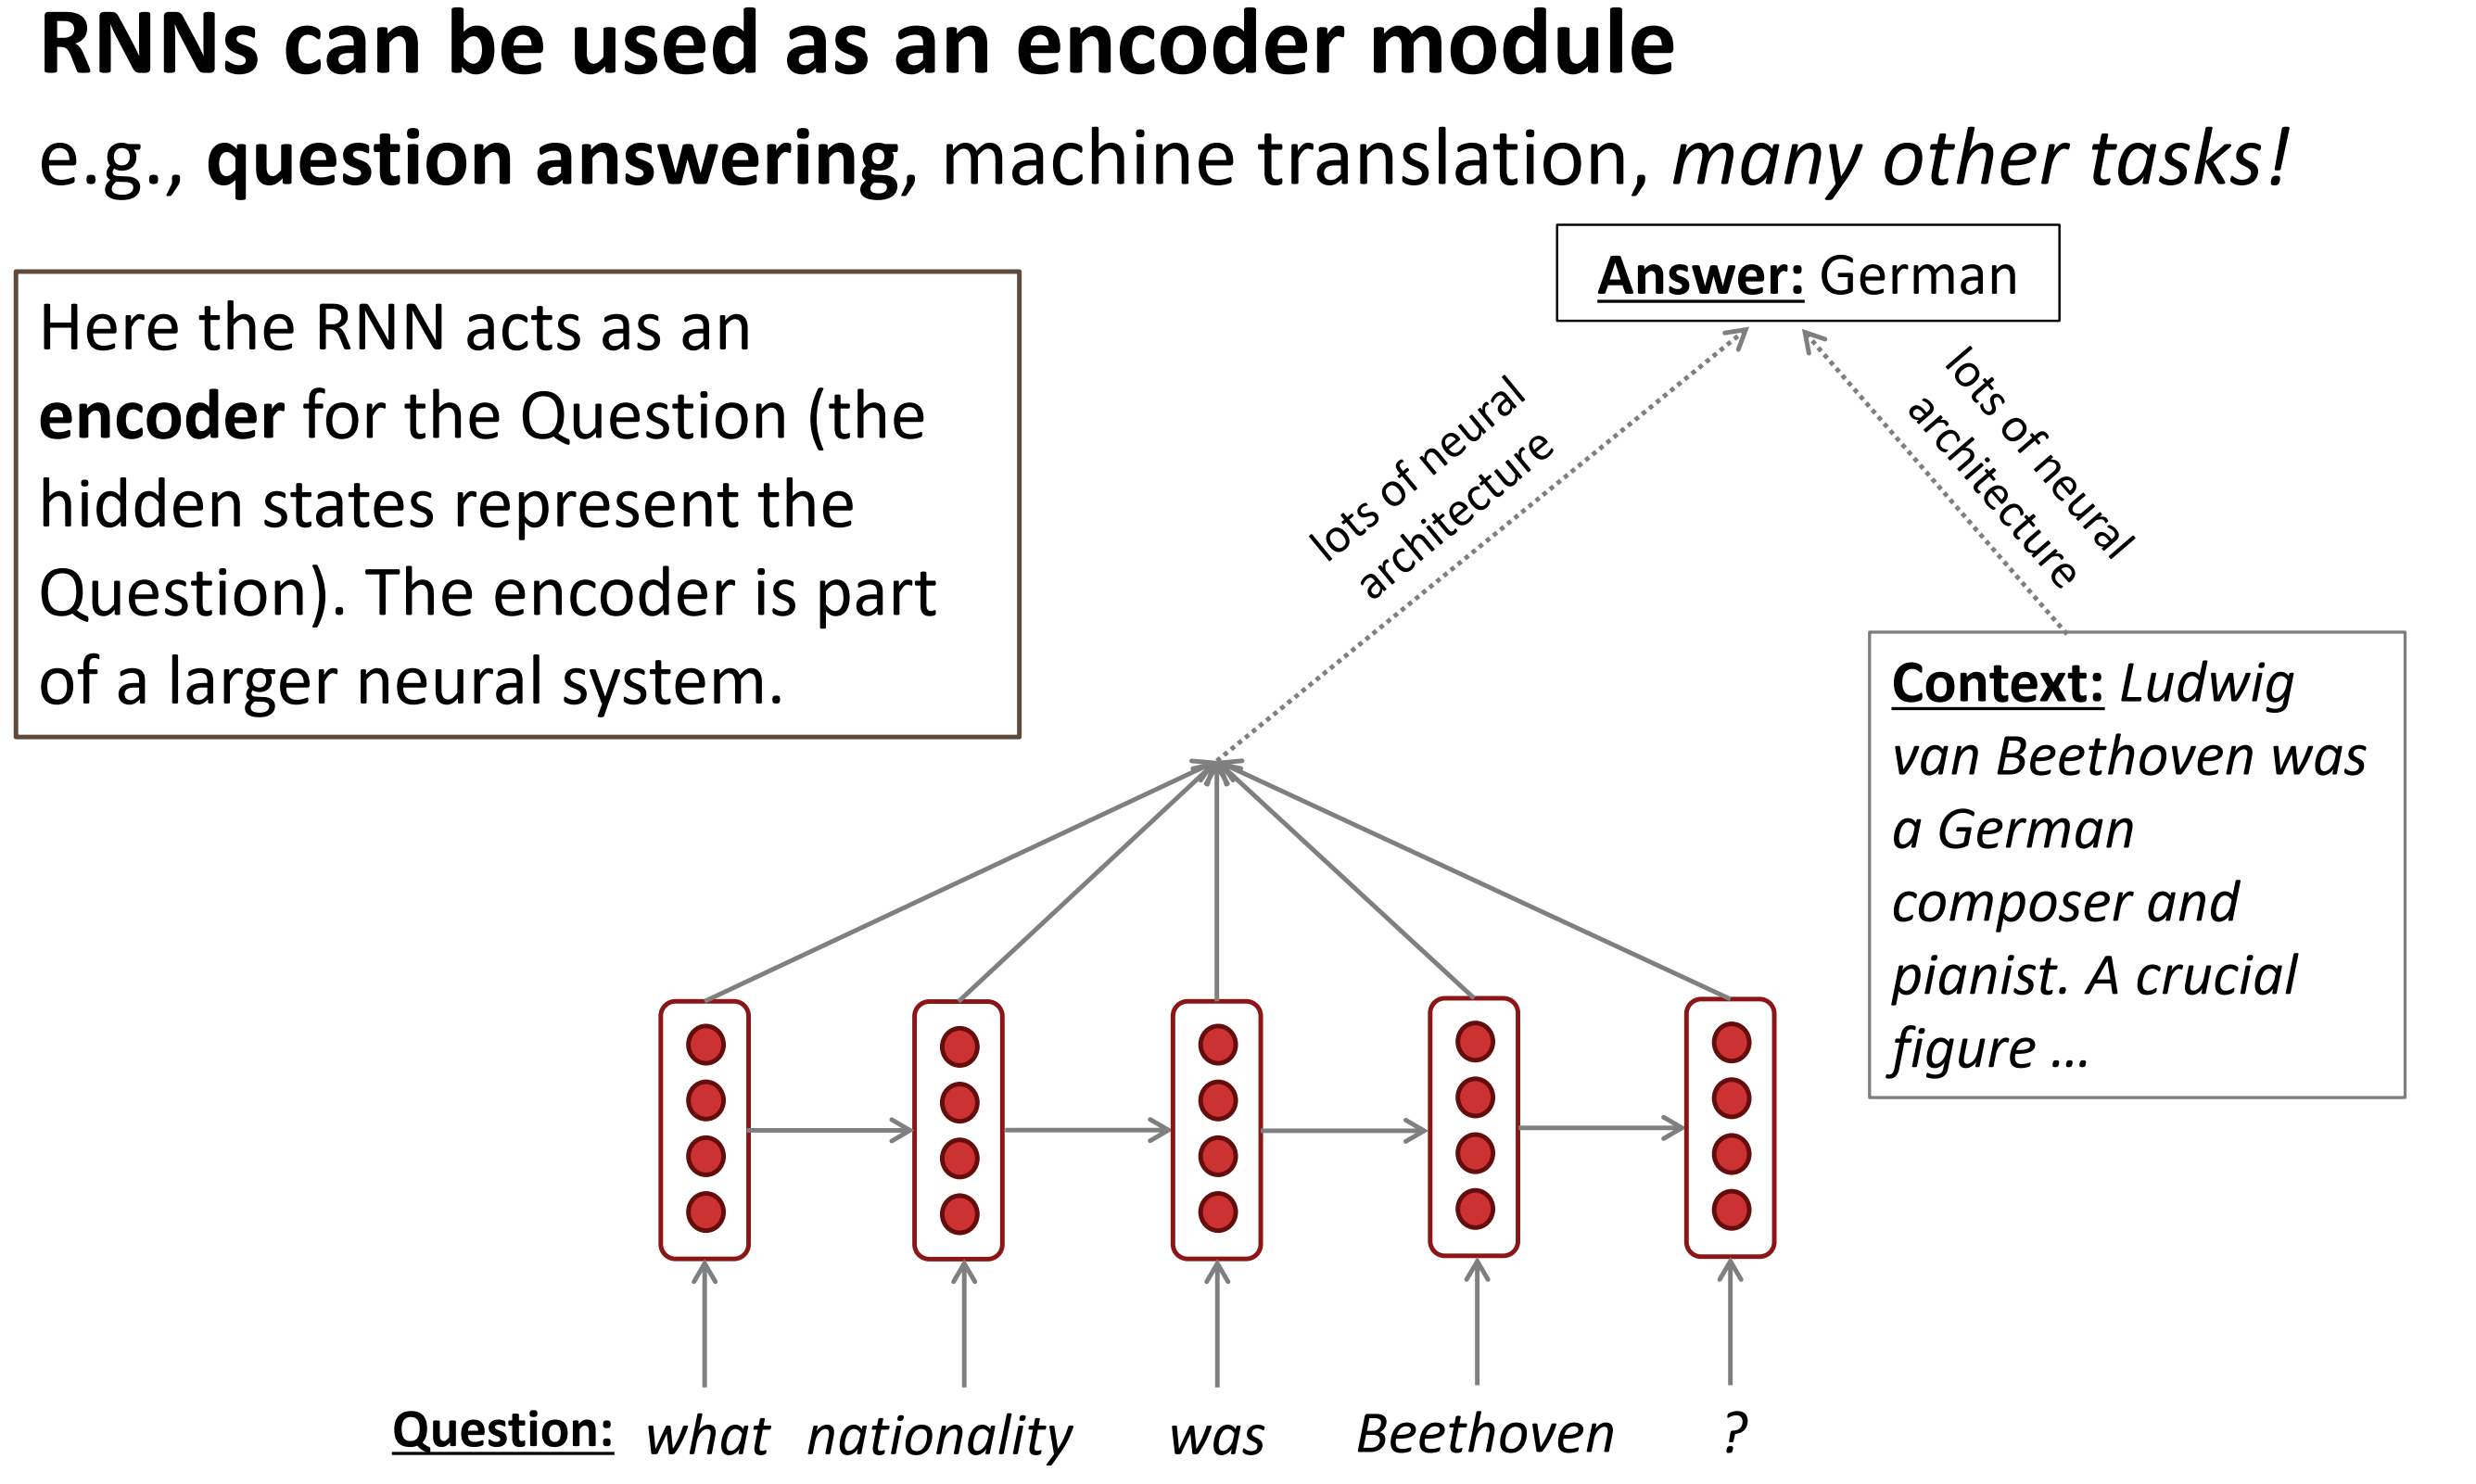 RNNs can be used as an encoder module
e.g., question answering, machine translation, many other tasks!
Here the RNN acts as an
encoder for the Question (the
hidden states represent the
Question). The encoder is part
of a larger neural system.
Answer: German
lots of neural
architecture
lots of neural
architecture
Context: Ludwig
van Beethoven was
a German
composer and
pianist. A crucial
figure ...
Question: what nationality was Beethoven ?